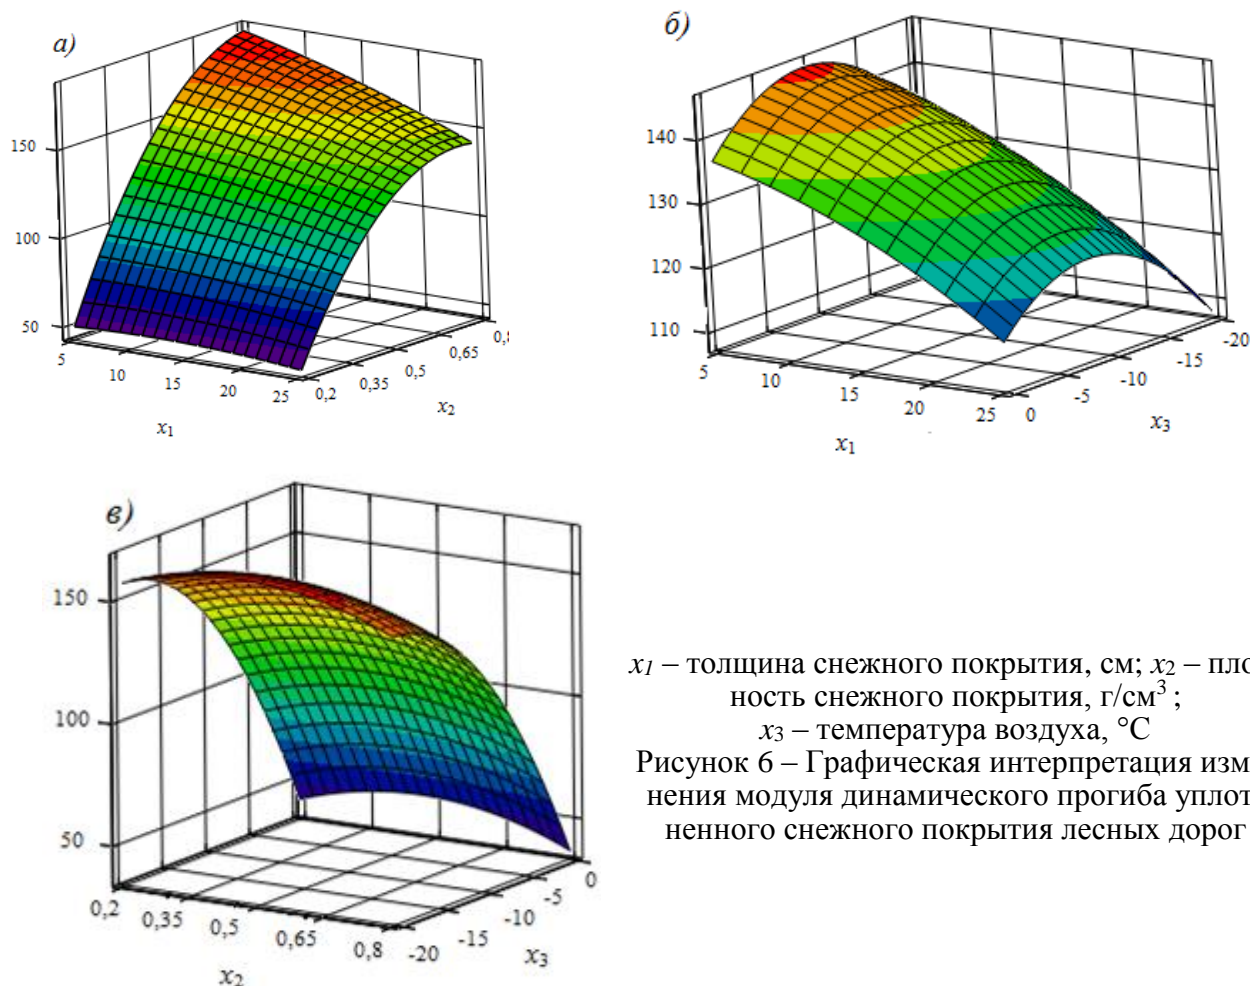 а)
150
100
50
5
10
15
20
25
0,2
0,35
0,5
0,65
x1
x2
б)
140
130
120
110
5
10
15
20
25
0
-5
-10
-15
-20
x1
x3
в)
150
100
50
0,2
0,35
0,5
0,65
0,8
-20
-15
-10
-5
0
x2
x3
x1 – толщина снежного покрытия, см; x2 – пло
ность снежного покрытия, г/см³ ;
x3 – температура воздуха, °C
Рисунок 6 – Графическая интерпретация изм
нения модуля динамического прогиба уплот
ненного снежного покрытия лесных дорог